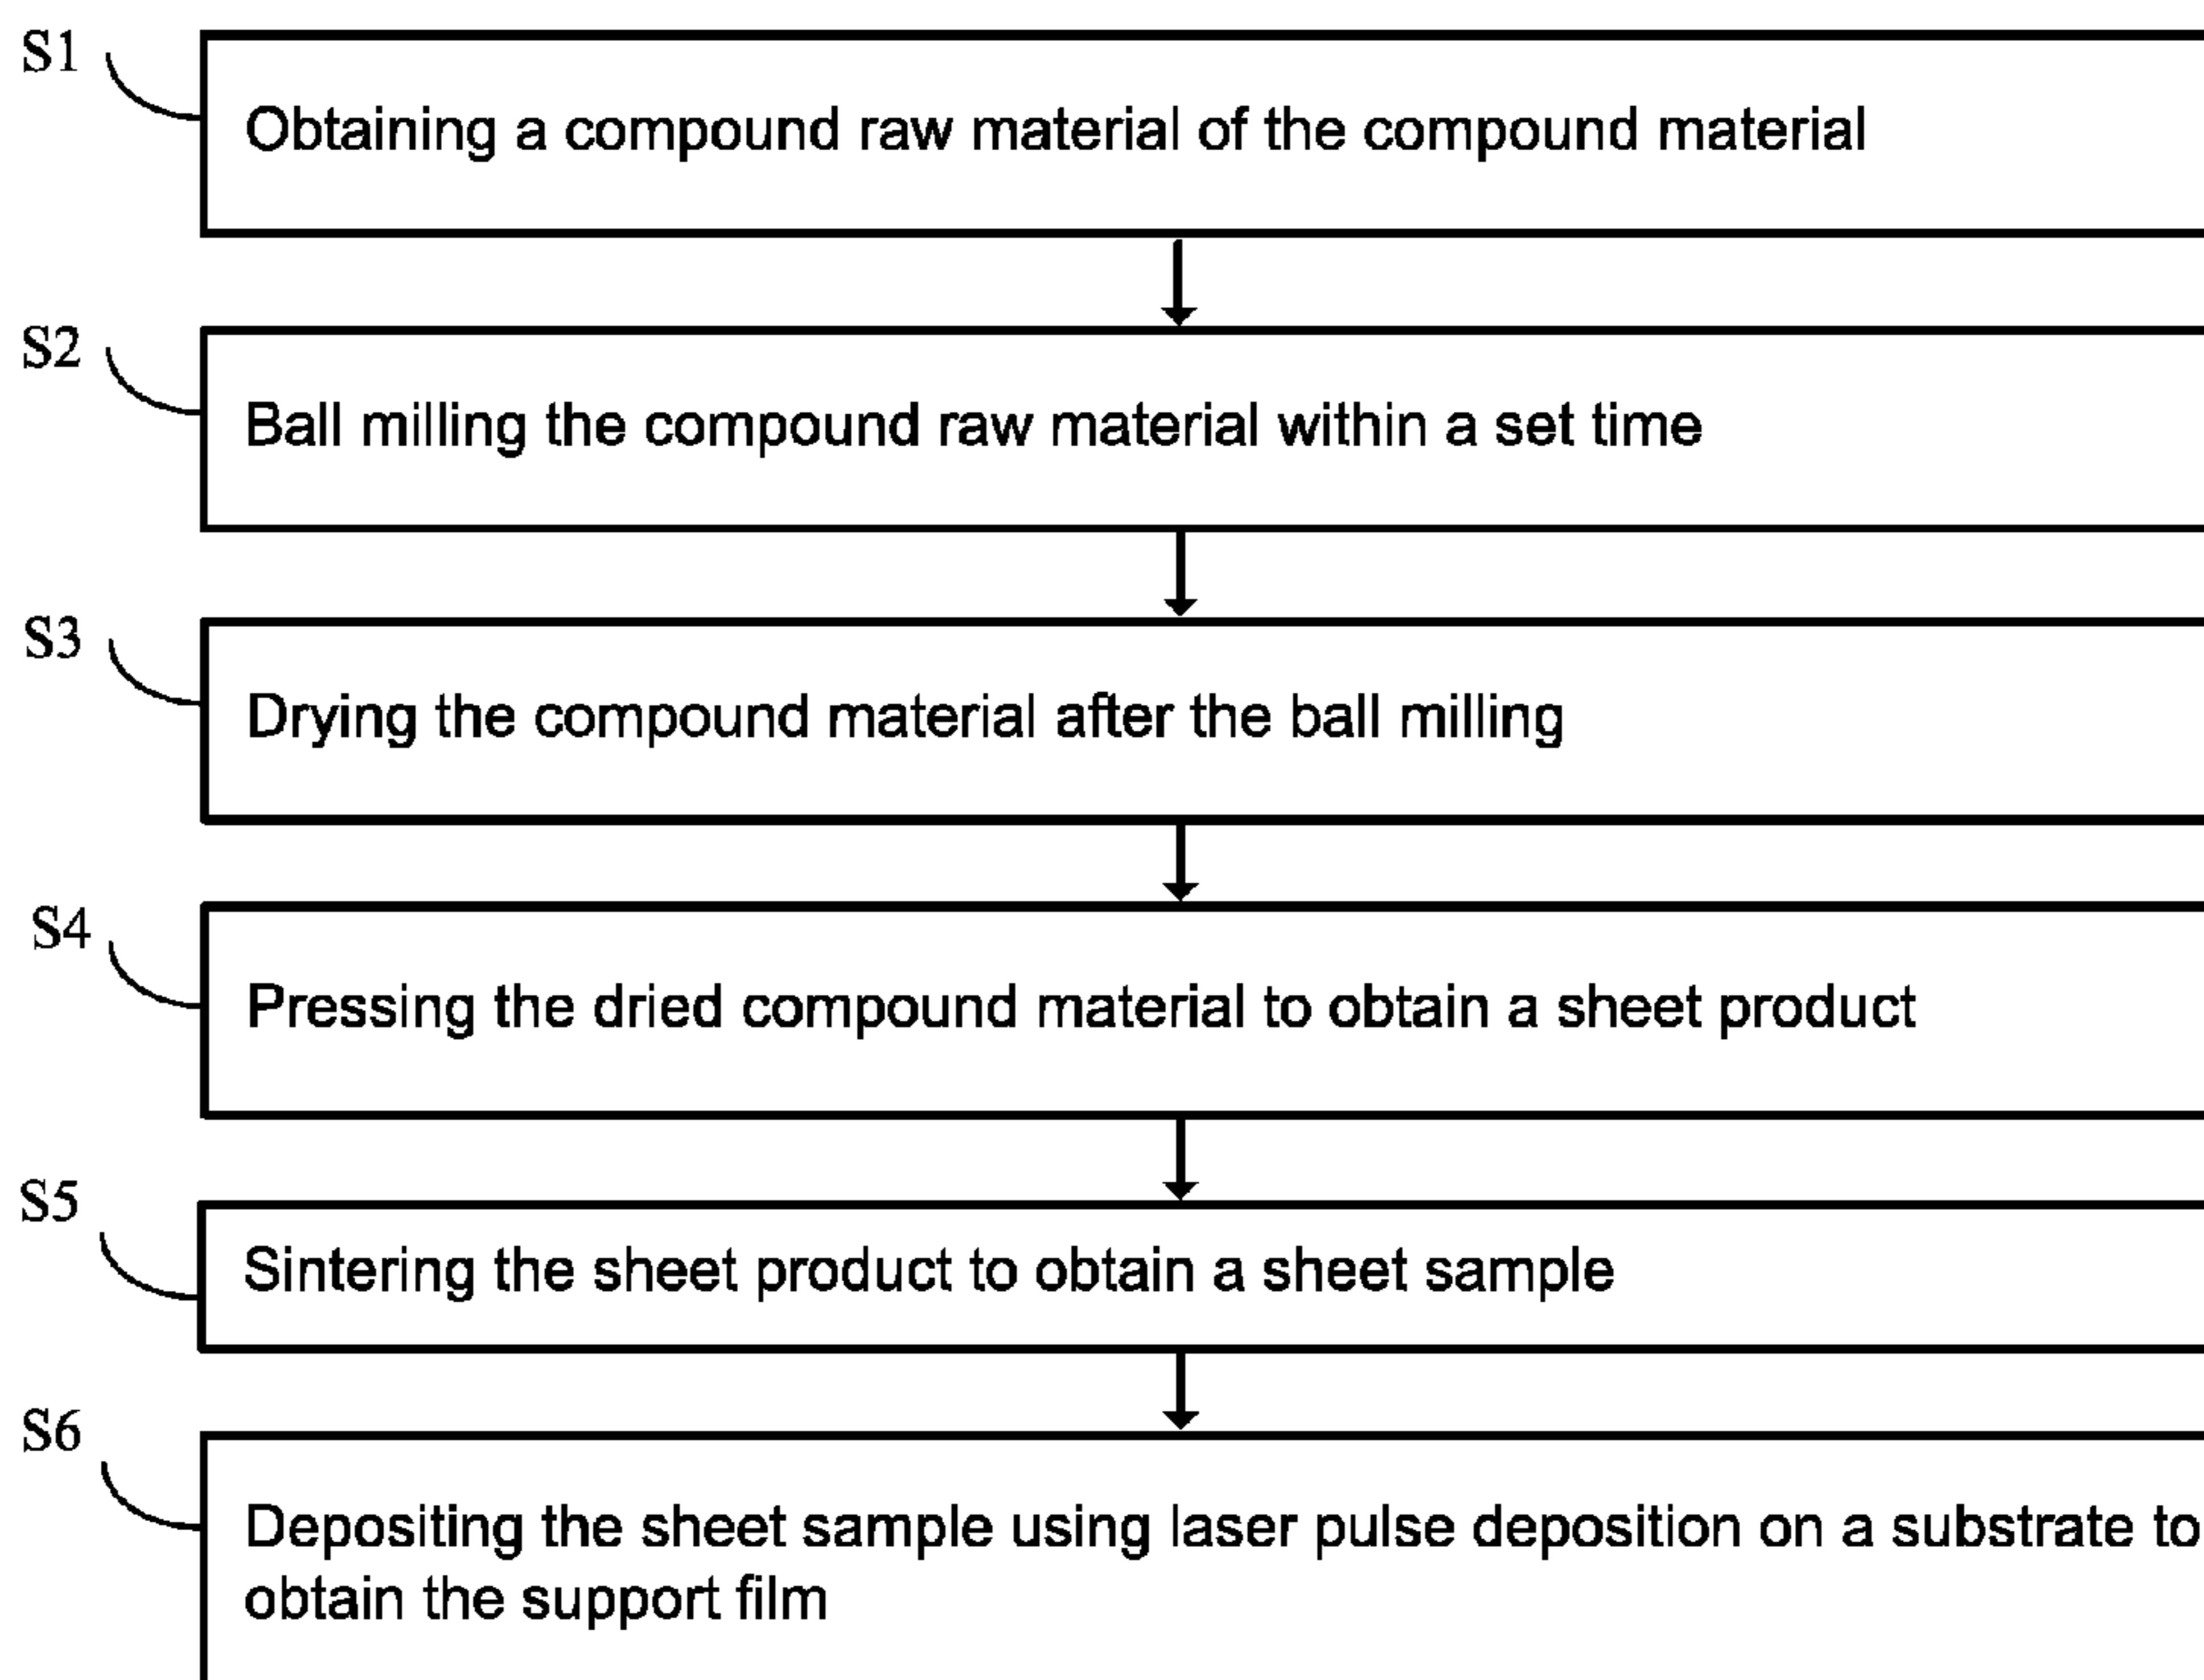 S1
Obtaining a compound raw material of the compound material
S2
Ball milling the compound raw material within a set time
S3
Drying the compound material after the ball milling
S4
Pressing the dried compound material to obtain a sheet product
S5
Sintering the sheet product to obtain a sheet sample
S6
Depositing the sheet sample using laser pulse deposition on a substrate to
obtain the support film